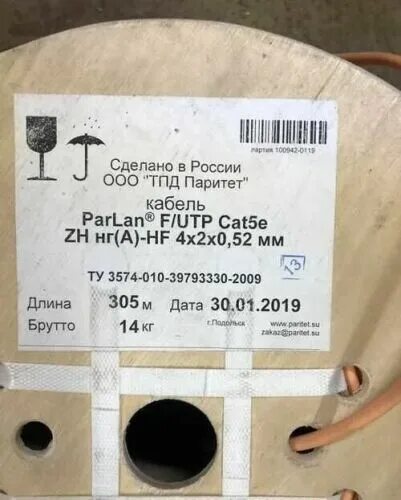 партия 100942-0119
Сделано в России
ООО "ТПД Паритет"
кабель
ParLan® F/UTP Cat5e
ZH нг(А)-HF 4х2х0,52 мм
13
ТУ 3574-010-39793330-2009
Длина 305 м Дата 30.01.2019
Брутто 14 кг г.Подольск www.paritet.su
zakaz@paritet.su